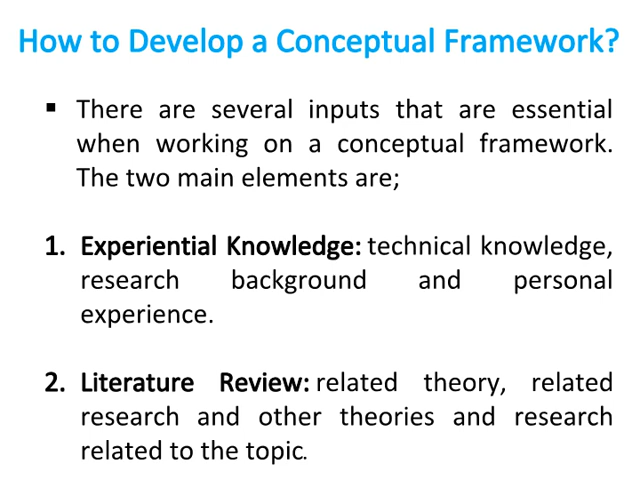 How to Develop a Conceptual Framework?
▪ There are several inputs that are essential
when working on a conceptual framework.
The two main elements are;
1. Experiential Knowledge: technical knowledge,
research background and personal
experience.
2. Literature Review: related theory, related
research and other theories and research
related to the topic.